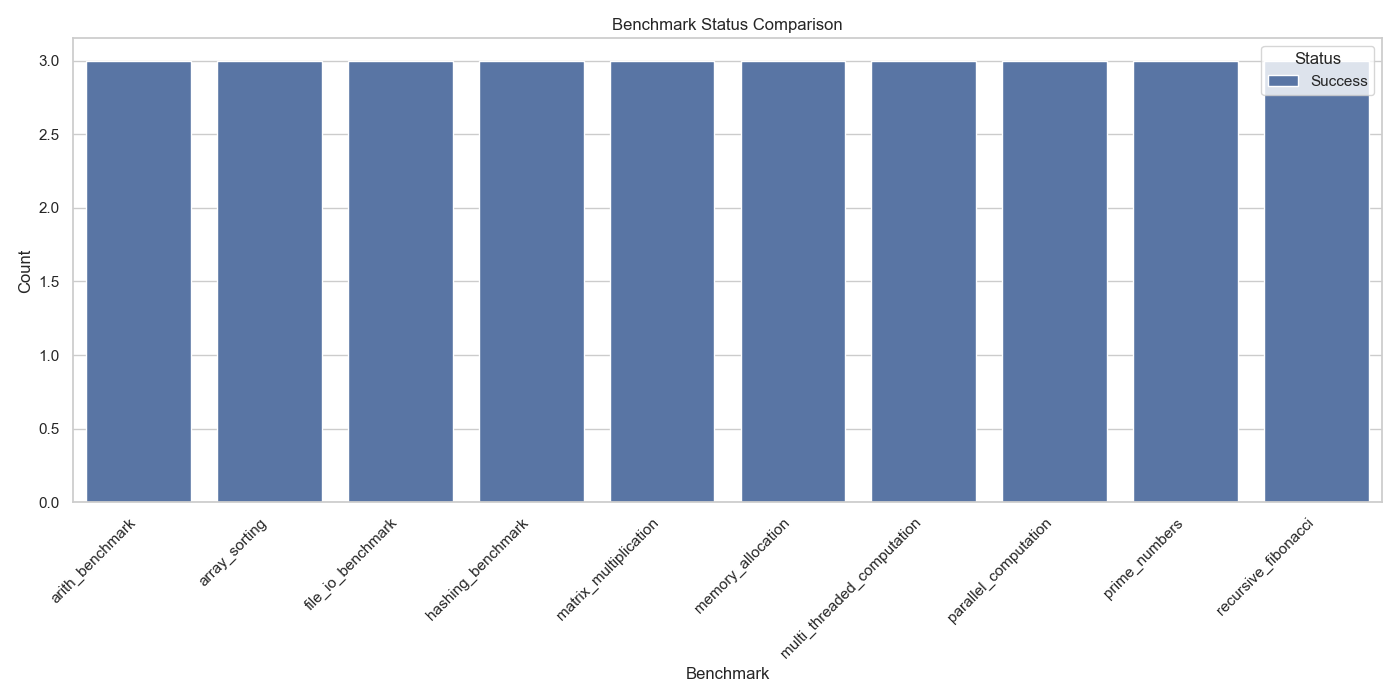 Benchmark Status Comparison
Status
Success
Count
3.0
2.5
2.0
1.5
1.0
0.5
0.0
arith_benchmark
array_sorting
file_io_benchmark
hashing_benchmark
matrix_multiplication
memory_allocation
multi_threaded_computation
parallel_computation
prime_numbers
recursive_fibonacci
Benchmark